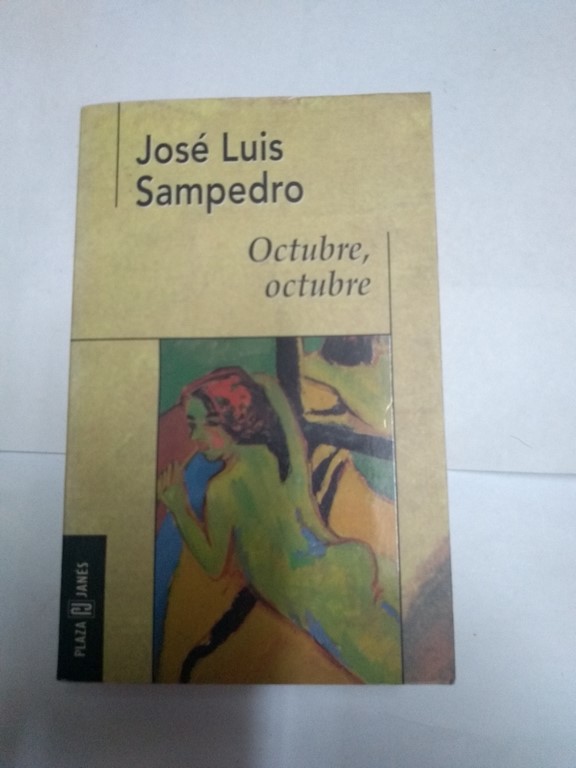 José Luis
Sampedro
Octubre,
octubre
PLAZA PJ JANÉS